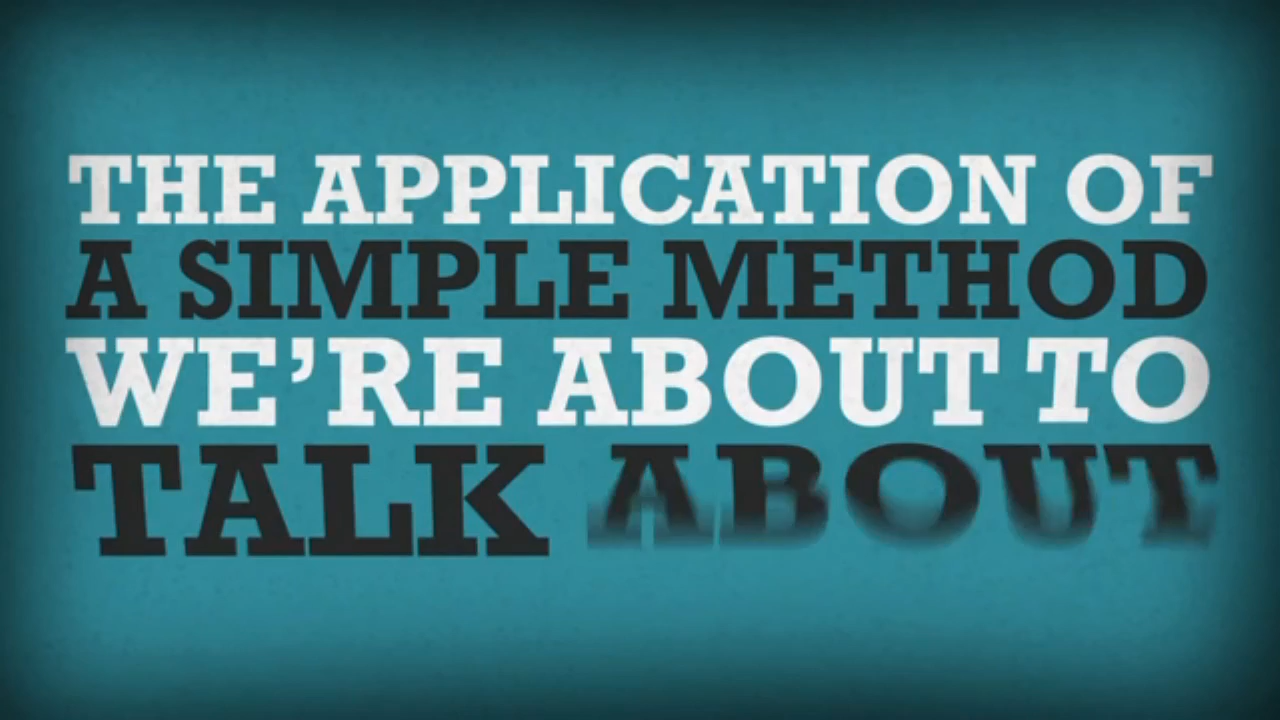 THE APPLICATION OF
A SIMPLE METHOD
WE'RE ABOUT TO
TALK ABOUT